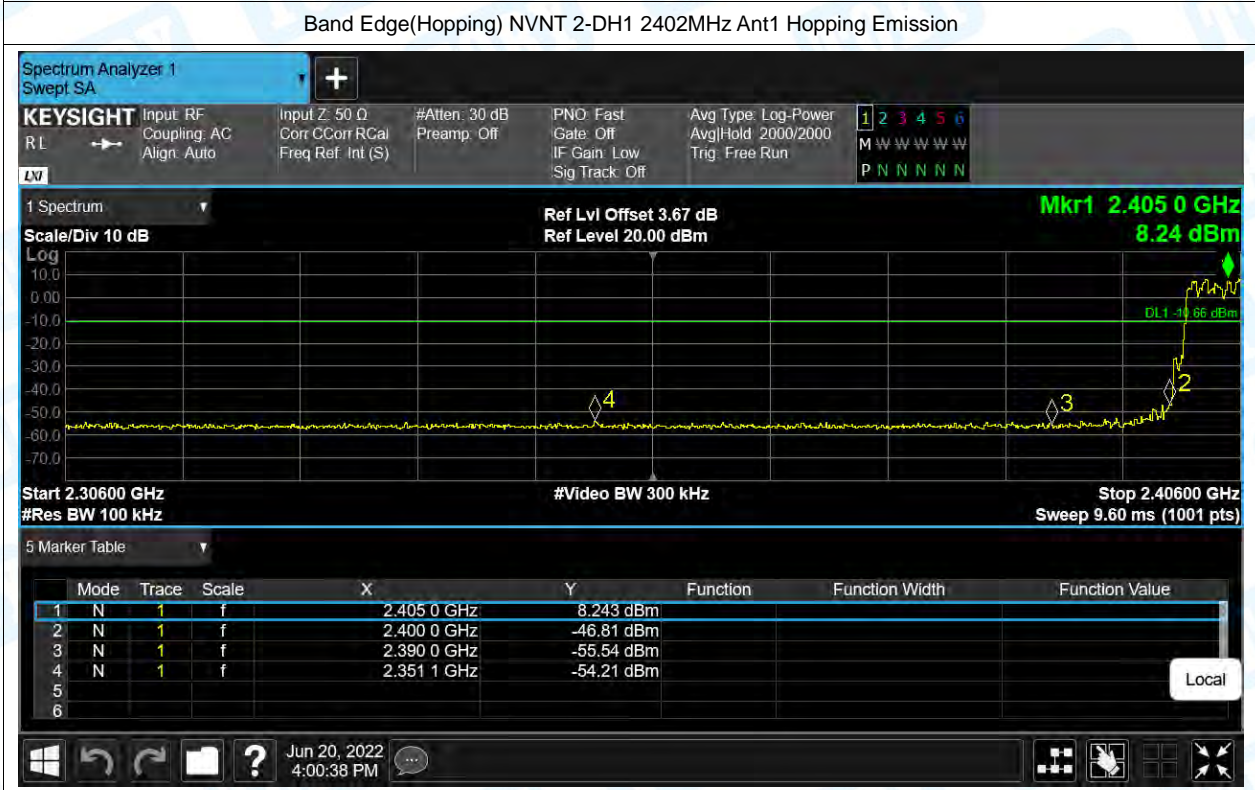 Band Edge(Hopping) NVNT 2-DH1 2402MHz Ant1 Hopping Emission
Spectrum Analyzer 1
Swept SA
+
KEYSIGHT
RL
LXI
Input: RF
Coupling: AC
Align: Auto
Input Z: 50 Ω
Corr CCorr RCal
Freq Ref: Int (S)
#Atten: 30 dB
Preamp: Off
PNO: Fast
Gate: Off
IF Gain: Low
Sig Track: Off
Avg Type: Log-Power
Avg|Hold: 2000/2000
Trig: Free Run
1 2 3 4 5 6
M W W W W W
P N N N N N
1 Spectrum
Scale/Div 10 dB
Ref Lvl Offset 3.67 dB
Ref Level 20.00 dBm
Mkr1 2.405 0 GHz
8.24 dBm
Log
10.0
0.00
-10.0
-20.0
-30.0
-40.0
-50.0
-60.0
-70.0
DL1 -10.66 dBm
4
3
2
Start 2.30600 GHz
#Res BW 100 kHz
#Video BW 300 kHz
Stop 2.40600 GHz
Sweep 9.60 ms (1001 pts)
5 Marker Table
Mode Trace Scale X Y Function Function Width Function Value
1 N 1 f 2.405 0 GHz 8.243 dBm
2 N 1 f 2.400 0 GHz -46.81 dBm
3 N 1 f 2.390 0 GHz -55.54 dBm
4 N 1 f 2.351 1 GHz -54.21 dBm
5
6
Local
?
Jun 20, 2022
4:00:38 PM